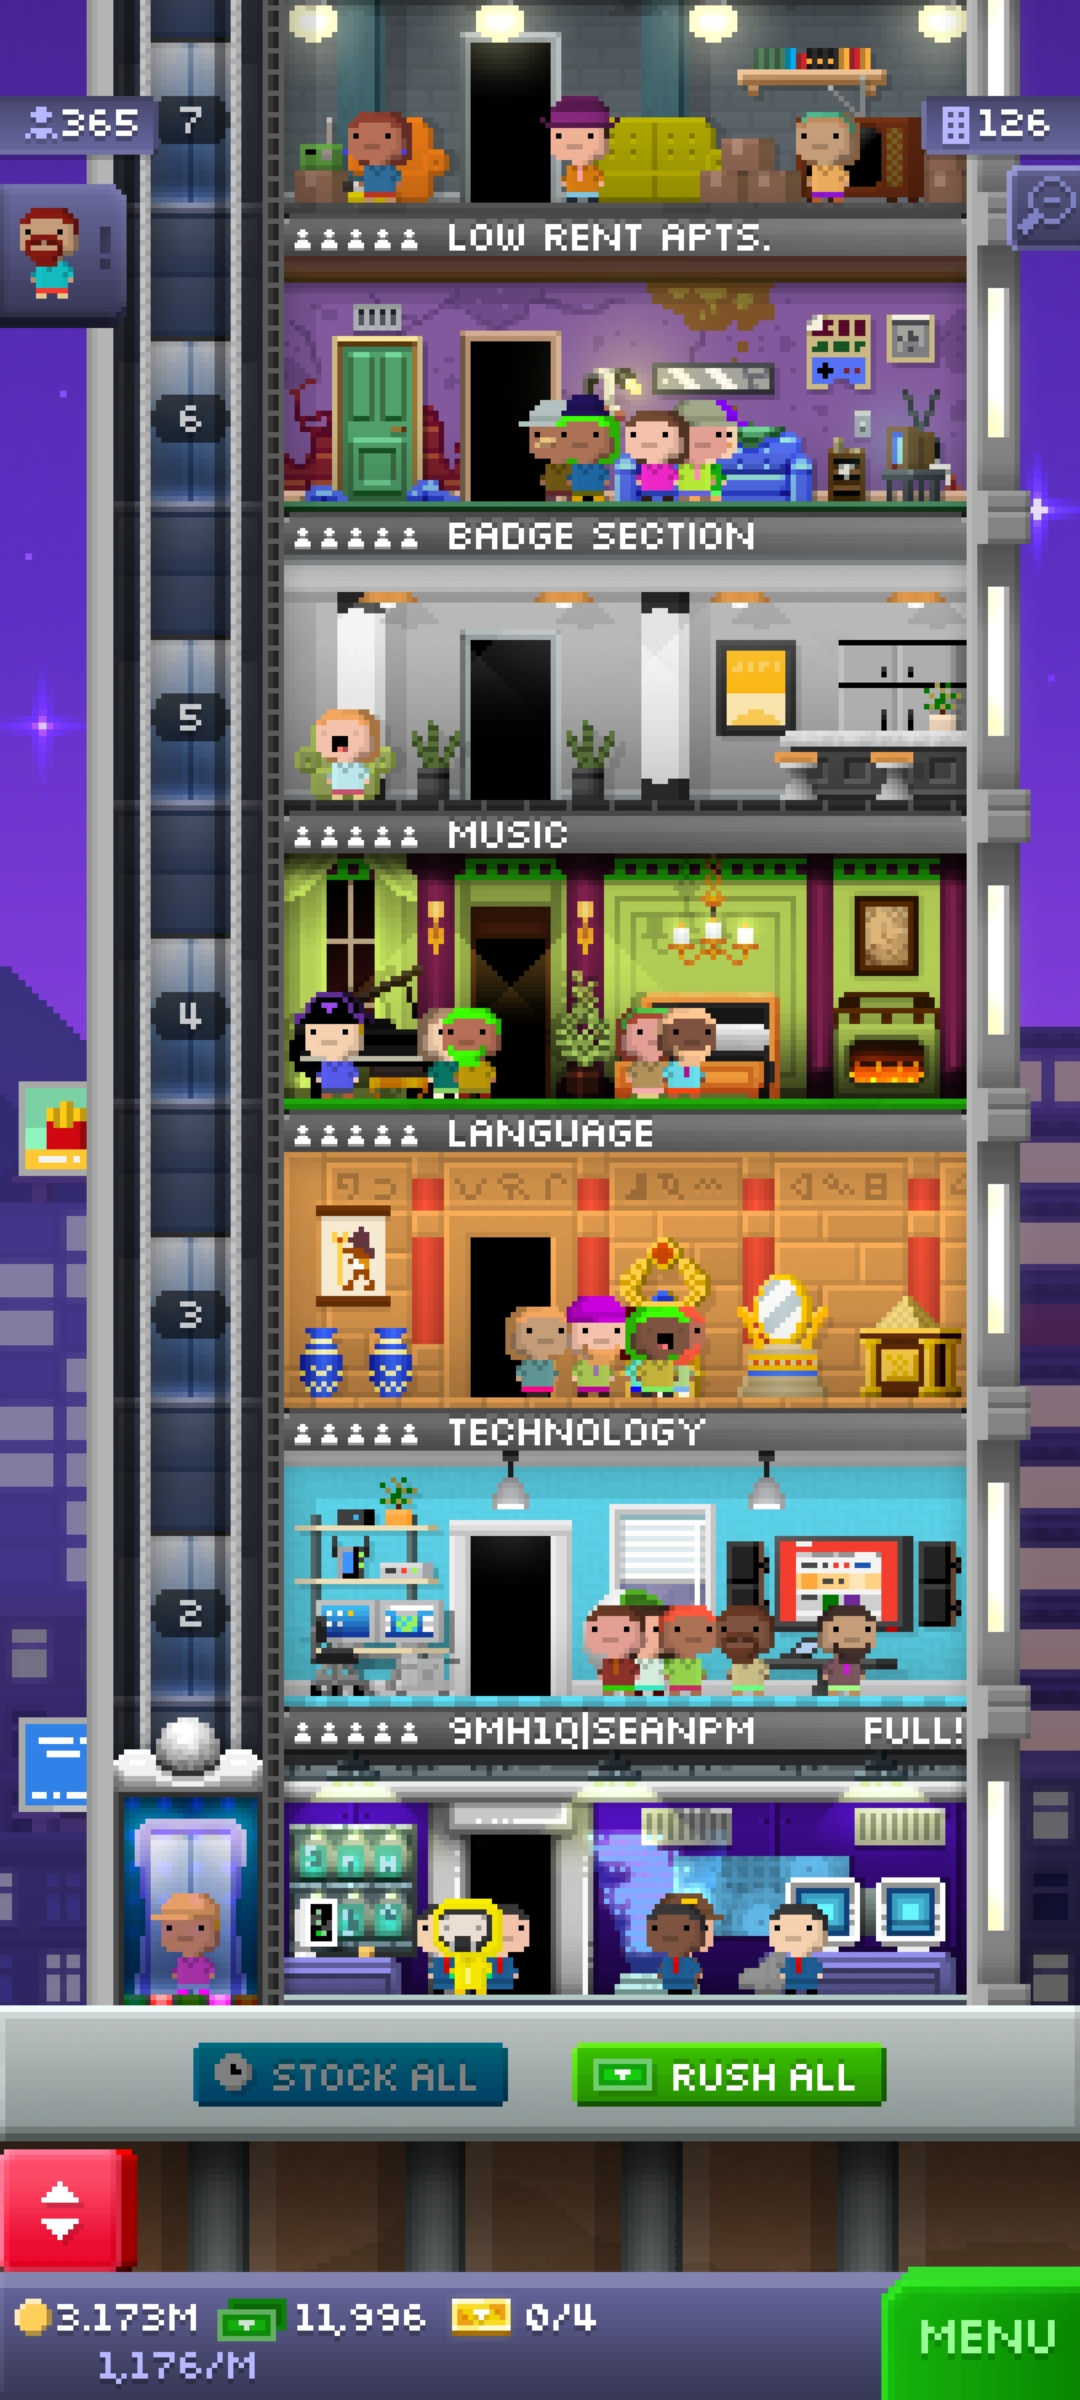 365
7
126
LOW RENT APTS.
6
BADGE SECTION
5
MUSIC
4
LANGUAGE
3
TECHNOLOGY
2
9MH1Q|SEANPM FULL!
STOCK ALL
RUSH ALL
3.173M 11,996 0/4
1,176/M
MENU